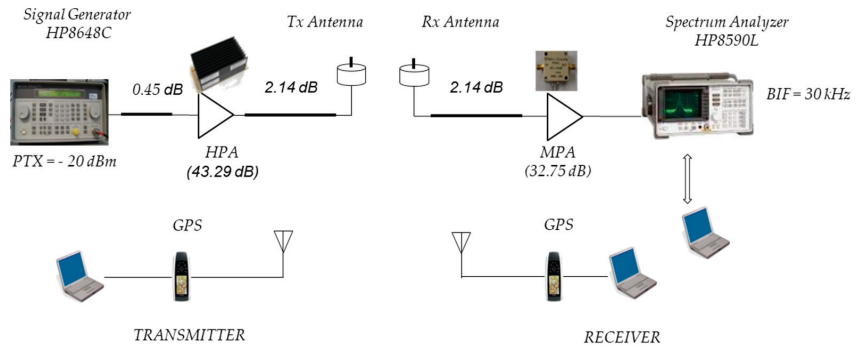 Signal Generator
HP8648C
Tx Antenna
Rx Antenna
Spectrum Analyzer
HP8590L
0.45 dB
2.14 dB
2.14 dB
BIF = 30 kHz
PTX = - 20 dBm
HPA
(43.29 dB)
MPA
(32.75 dB)
GPS
GPS
TRANSMITTER
RECEIVER